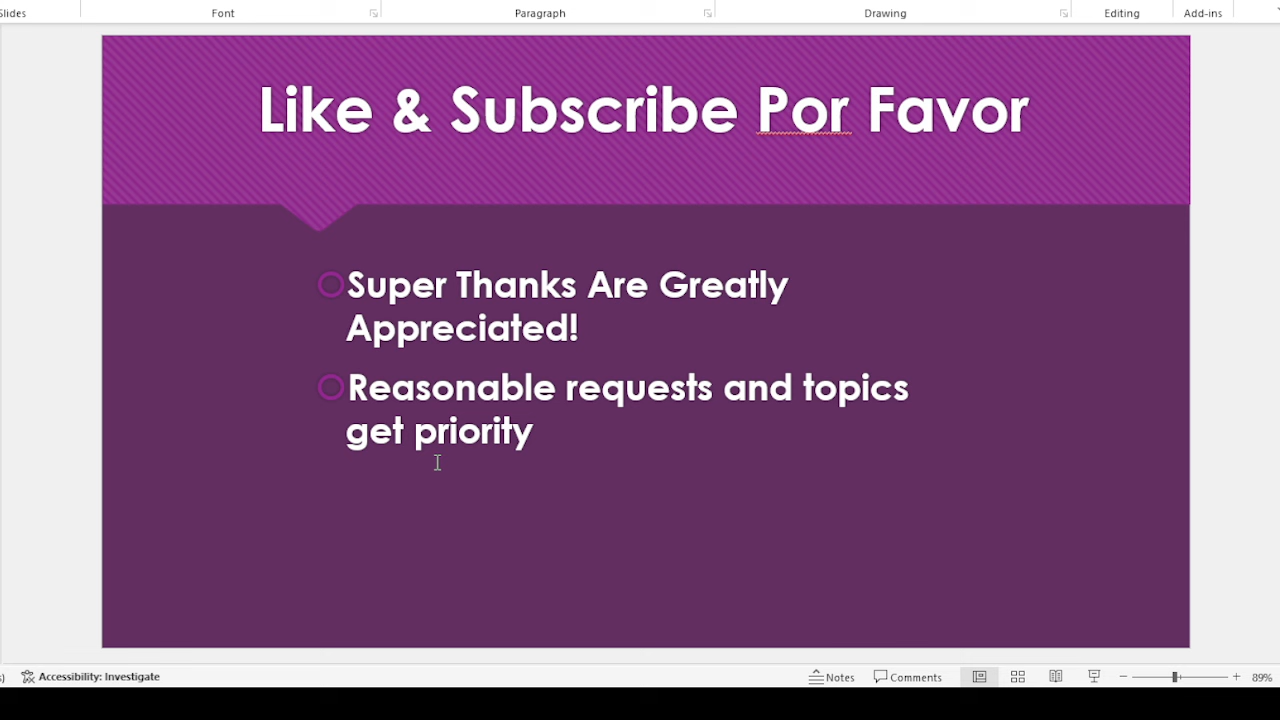 Slides Font Paragraph Drawing Editing Add-ins
Like & Subscribe Por Favor
Super Thanks Are Greatly
Appreciated!
Reasonable requests and topics
get priority
Accessibility: Investigate Notes Comments 89%